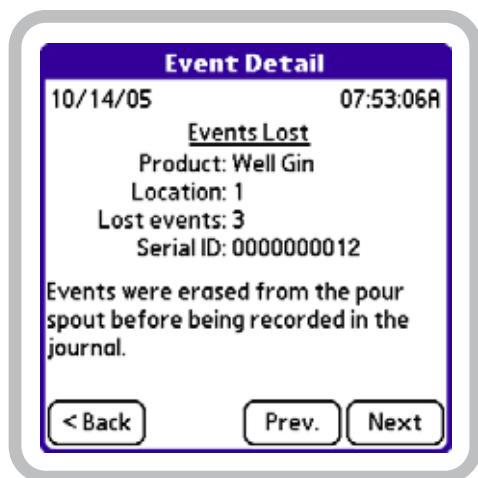 Event Detail
10/14/05 07:53:06A
Events Lost
Product: Well Gin
Location: 1
Lost events: 3
Serial ID: 0000000012
Events were erased from the pour
spout before being recorded in the
journal.
< Back Prev. Next